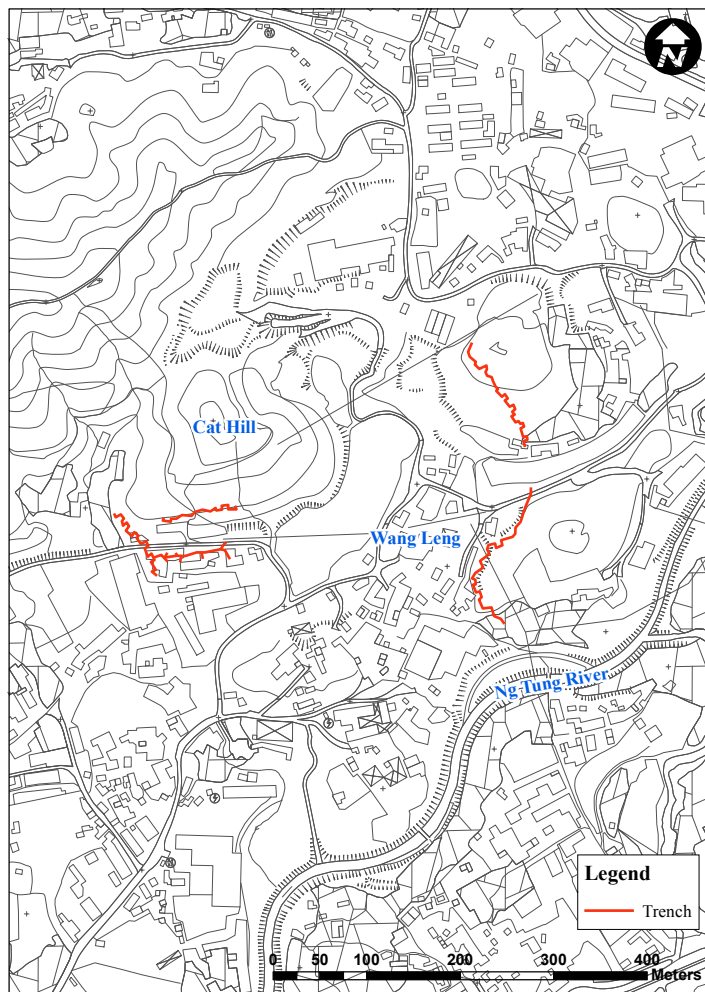 N
Cat Hill
Wang Leng
Ng Tung River
Legend
Trench
0 50 100 200 300 400
Meters